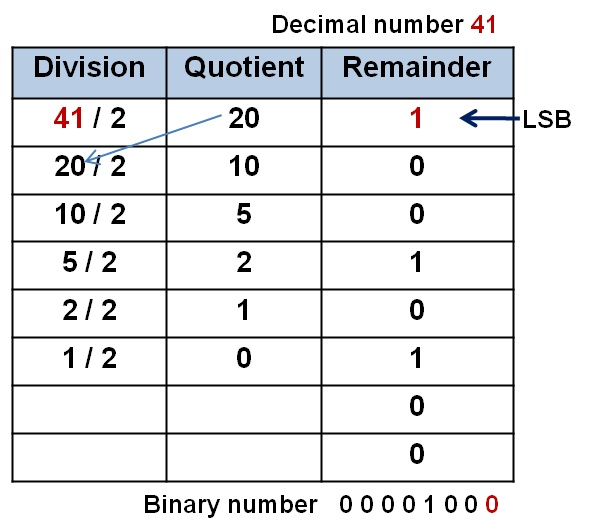 Decimal number 41
Division Quotient Remainder
41 / 2 20 1 LSB
20 / 2 10 0
10 / 2 5 0
5 / 2 2 1
2 / 2 1 0
1 / 2 0 1
0
0
Binary number 0 0 0 0 1 0 0 0